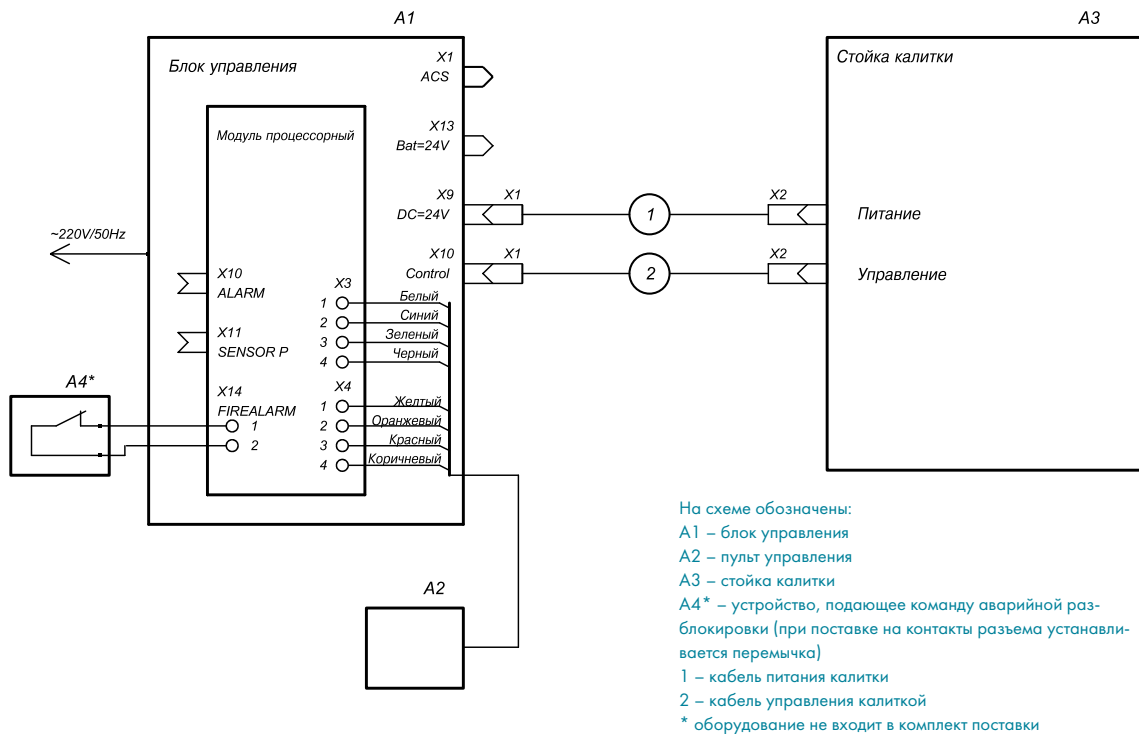 A1
A3
Блок управления
X1
ACS
Стойка калитки
Модуль процессорный
X13
Bat=24V
X9
DC=24V
X1
1
X2
Питание
~220V/50Hz
X10
Control
X1
2
X2
Управление
X10
ALARM
X3
1 Белый
2 Синий
3 Зеленый
4 Черный
X11
SENSOR P
A4*
X14
FIREALARM
1
2
X4
1 Желтый
2 Оранжевый
3 Красный
4 Коричневый
A2
На схеме обозначены:
A1 – блок управления
A2 – пульт управления
A3 – стойка калитки
A4* – устройство, подающее команду аварийной раз-
блокировки (при поставке на контакты разъема устанавли-
вается перемычка)
1 – кабель питания калитки
2 – кабель управления калиткой
* оборудование не входит в комплект поставки